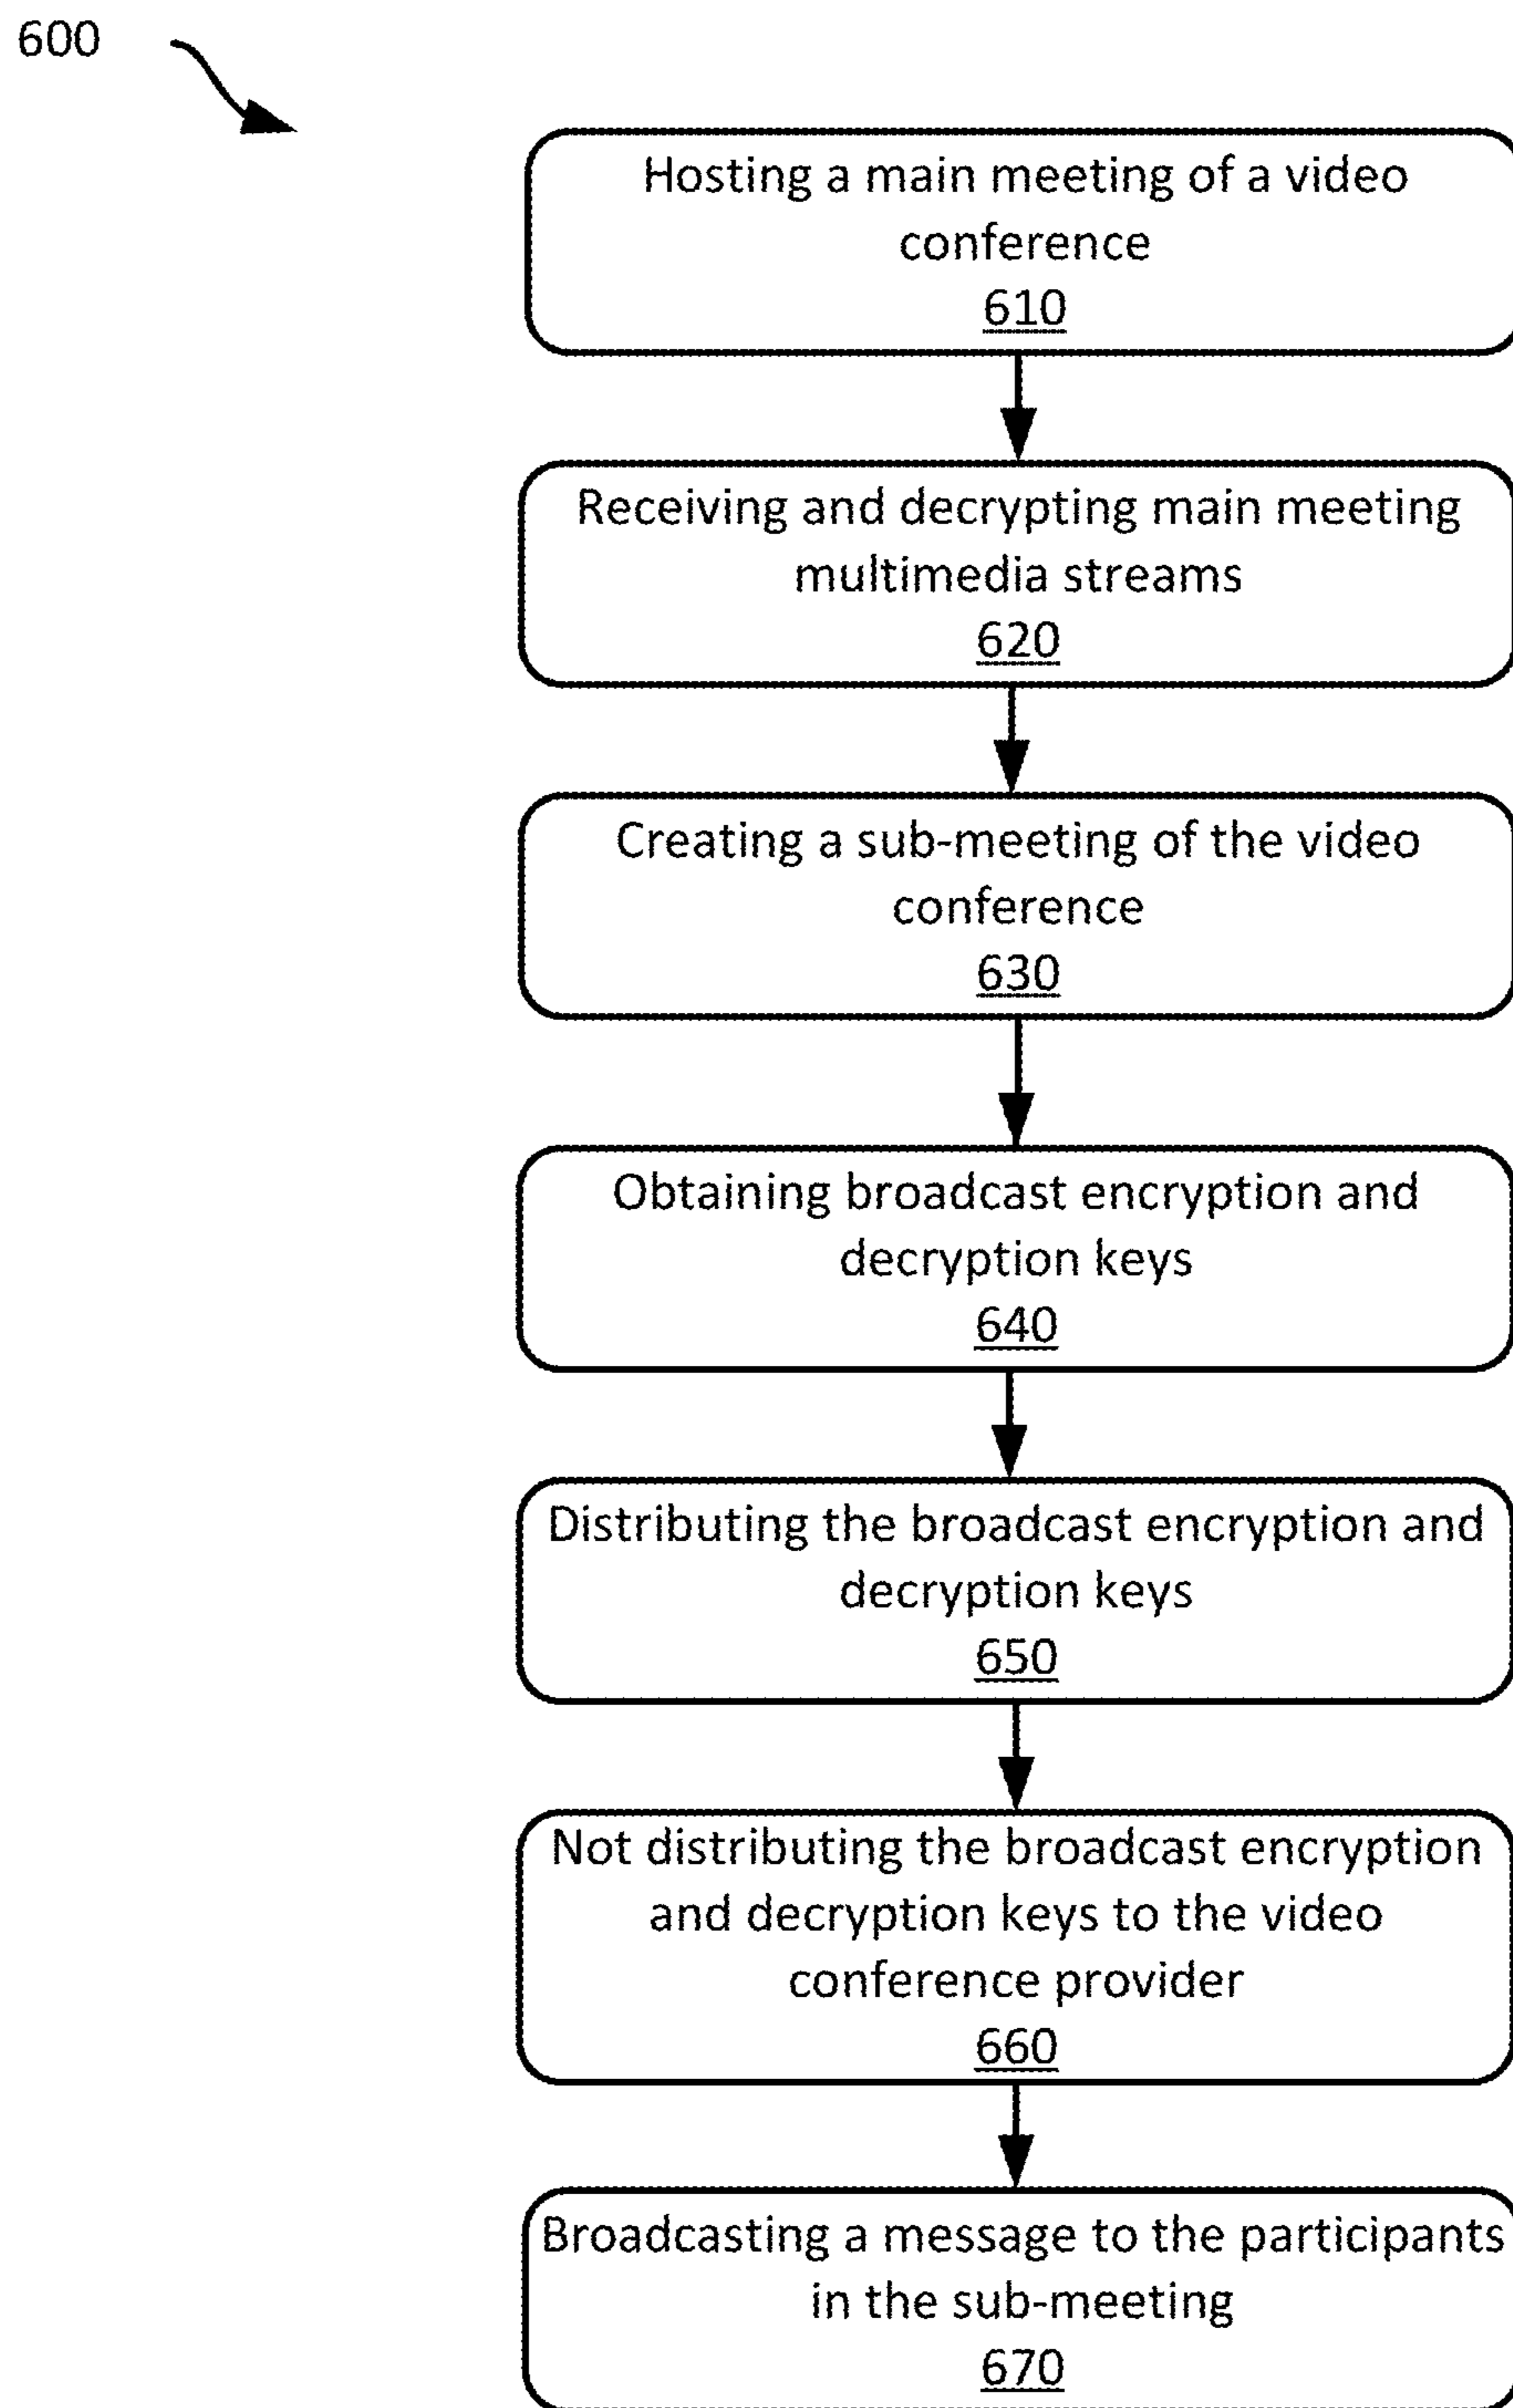 600
Hosting a main meeting of a video
conference
610
Receiving and decrypting main meeting
multimedia streams
620
Creating a sub-meeting of the video
conference
630
Obtaining broadcast encryption and
decryption keys
640
Distributing the broadcast encryption and
decryption keys
650
Not distributing the broadcast encryption
and decryption keys to the video
conference provider
660
Broadcasting a message to the participants
in the sub-meeting
670